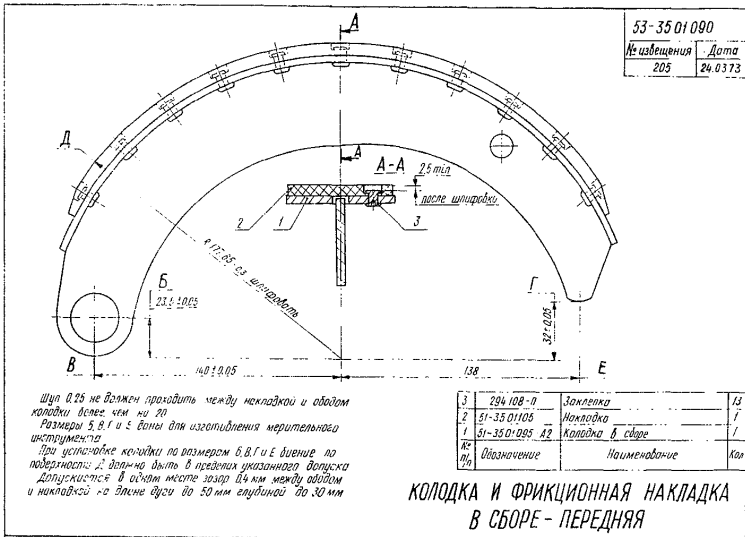 53-3501090
№ извещения Дата
205 24.0373
А
Д
А
А-А
2,5 min
после шлифовки
2 1 3
шлифовать
Б
23,5±0,05
Г
32±0,05
В
140±0,05
138
Е
Щуп 0,25 не должен проходить между накладкой и ободом
колодки более, чем на 20
Размеры Б, В, Г и Е даны для изготовления мерительного
инструмента
При установке колодки по размерам Б, В, Г и Е биение по
поверхности Д должно быть в пределах указанного допуска
Допускается в одном месте зазор 0,4 мм между ободом
и накладкой на длине дуги до 50 мм глубиной до 30 мм
3 294108-П Заклепка 13
2 51-3501105 Накладка 1
1 51-3501095 А2 Колодка в сборе 1
№ п/п Обозначение Наименование Кол
КОЛОДКА И ФРИКЦИОННАЯ НАКЛАДКА
В СБОРЕ - ПЕРЕДНЯЯ